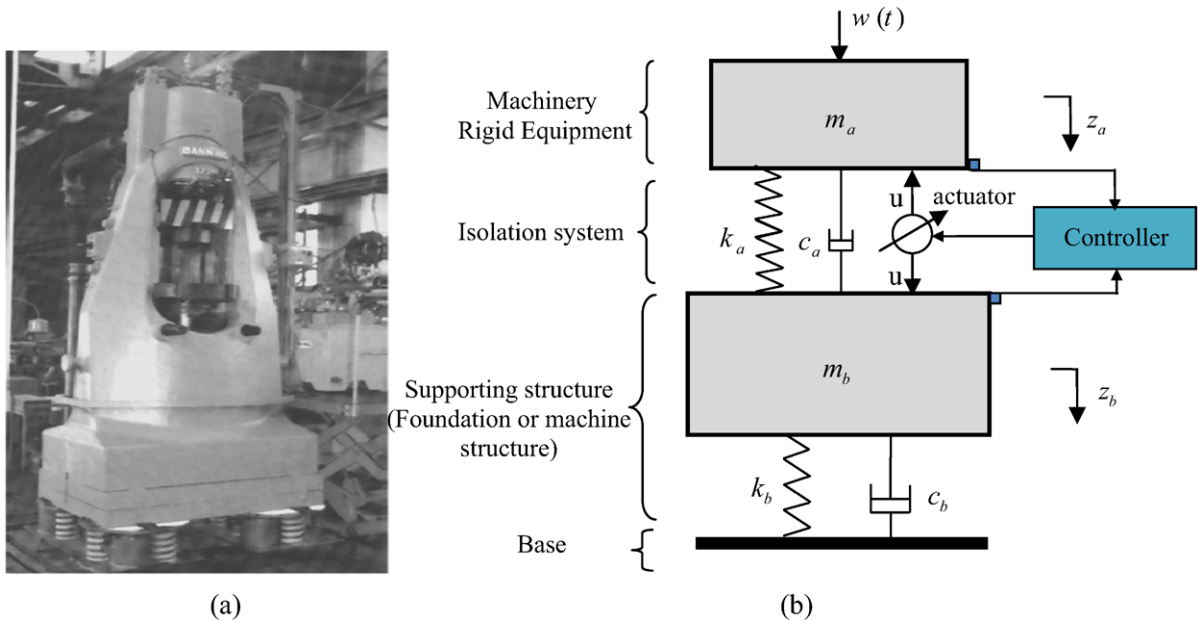 BANNING
w (t)
Machinery
Rigid Equipment
m_a
z_a
Isolation system
k_a
c_a
u
actuator
u
Controller
Supporting structure
(Foundation or machine
structure)
m_b
z_b
k_b
c_b
Base
(a)
(b)